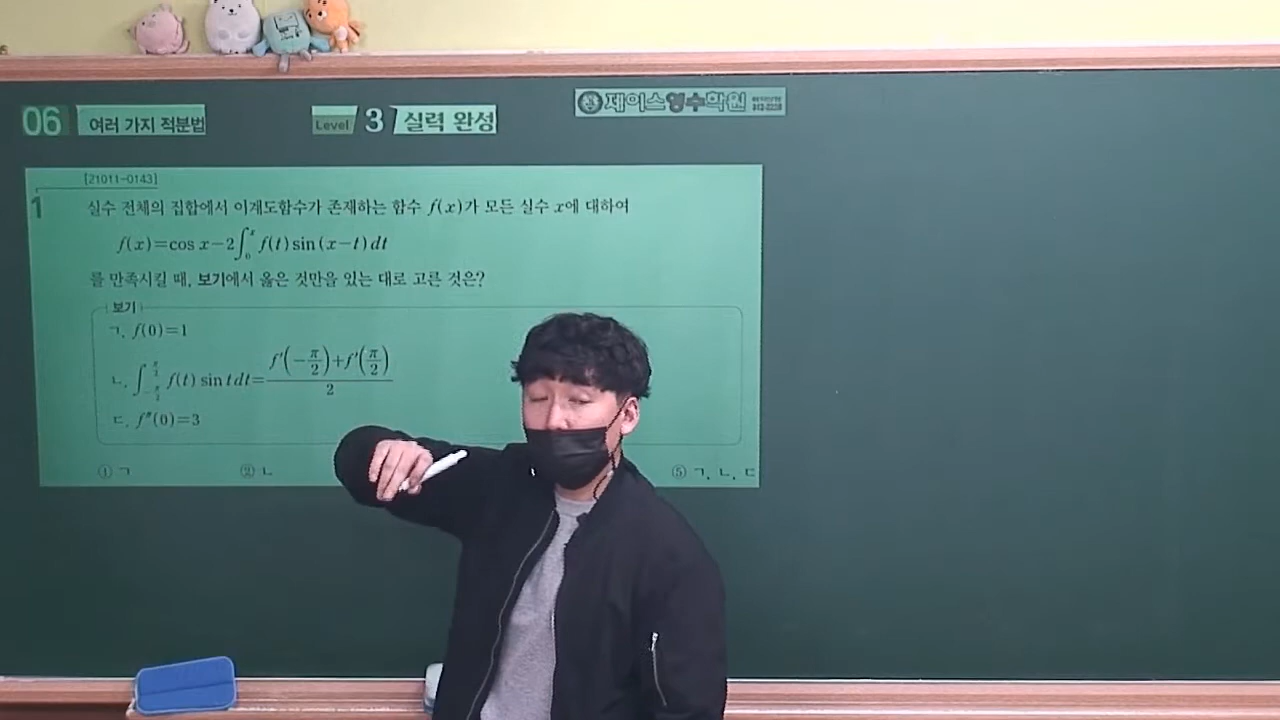 06 여러 가지 적분법 Level 3 실력 완성
제이스영수학원
[21011-0143]
1 실수 전체의 집합에서 이계도함수가 존재하는 함수 f(x)가 모든 실수 x에 대하여
f(x)=cos x-2∫₀ˣ f(t) sin (x-t) dt
를 만족시킬 때, 보기에서 옳은 것만을 있는 대로 고른 것은?
보기
ㄱ. f(0)=1
ㄴ. ∫_{-π/2}^{π/2} f(t) sin t dt = {f′(-π/2)+f′(π/2)}/2
ㄷ. f″(0)=3
① ㄱ ② ㄴ ⑤ ㄱ, ㄴ, ㄷ